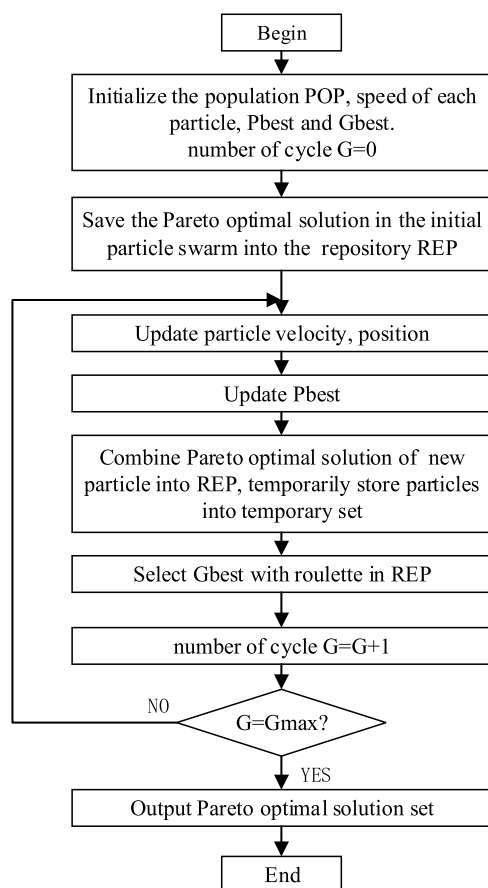 Begin
Initialize the population POP, speed of each
particle, Pbest and Gbest.
number of cycle G=0
Save the Pareto optimal solution in the initial
particle swarm into the repository REP
Update particle velocity, position
Update Pbest
Combine Pareto optimal solution of new
particle into REP, temporarily store particles
into temporary set
Select Gbest with roulette in REP
number of cycle G=G+1
NO
G=Gmax?
YES
Output Pareto optimal solution set
End